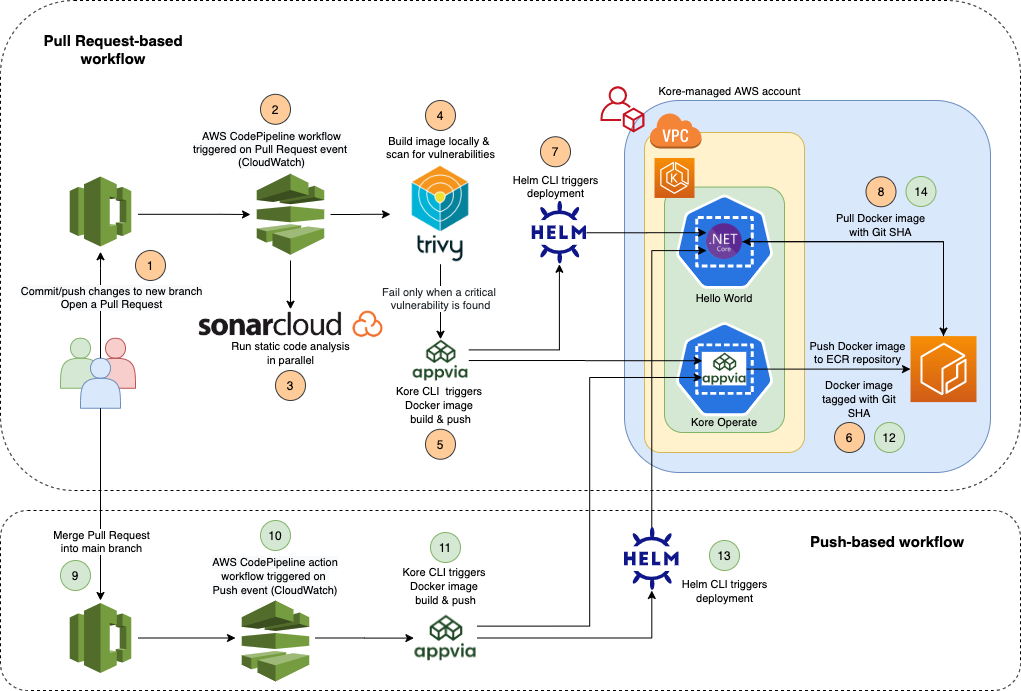 Pull Request-based
workflow
2
AWS CodePipeline workflow
triggered on Pull Request event
(CloudWatch)
4
Build image locally &
scan for vulnerabilities
trivy
7
Helm CLI triggers
deployment
HELM
Kore-managed AWS account
VPC
K
8
14
Pull Docker image
with Git SHA
.NET
Core
Hello World
1
Commit/push changes to new branch
Open a Pull Request
sonarcloud
Run static code analysis
in parallel
3
Fail only when a critical
vulnerability is found
appvia
Kore CLI triggers
Docker image
build & push
5
appvia
Kore Operate
Push Docker image
to ECR repository
Docker image
tagged with Git
SHA
6
12
Merge Pull Request
into main branch
9
10
AWS CodePipeline action
workflow triggered on
Push event (CloudWatch)
11
Kore CLI triggers
Docker image
build & push
appvia
HELM
13
Helm CLI triggers
deployment
Push-based workflow